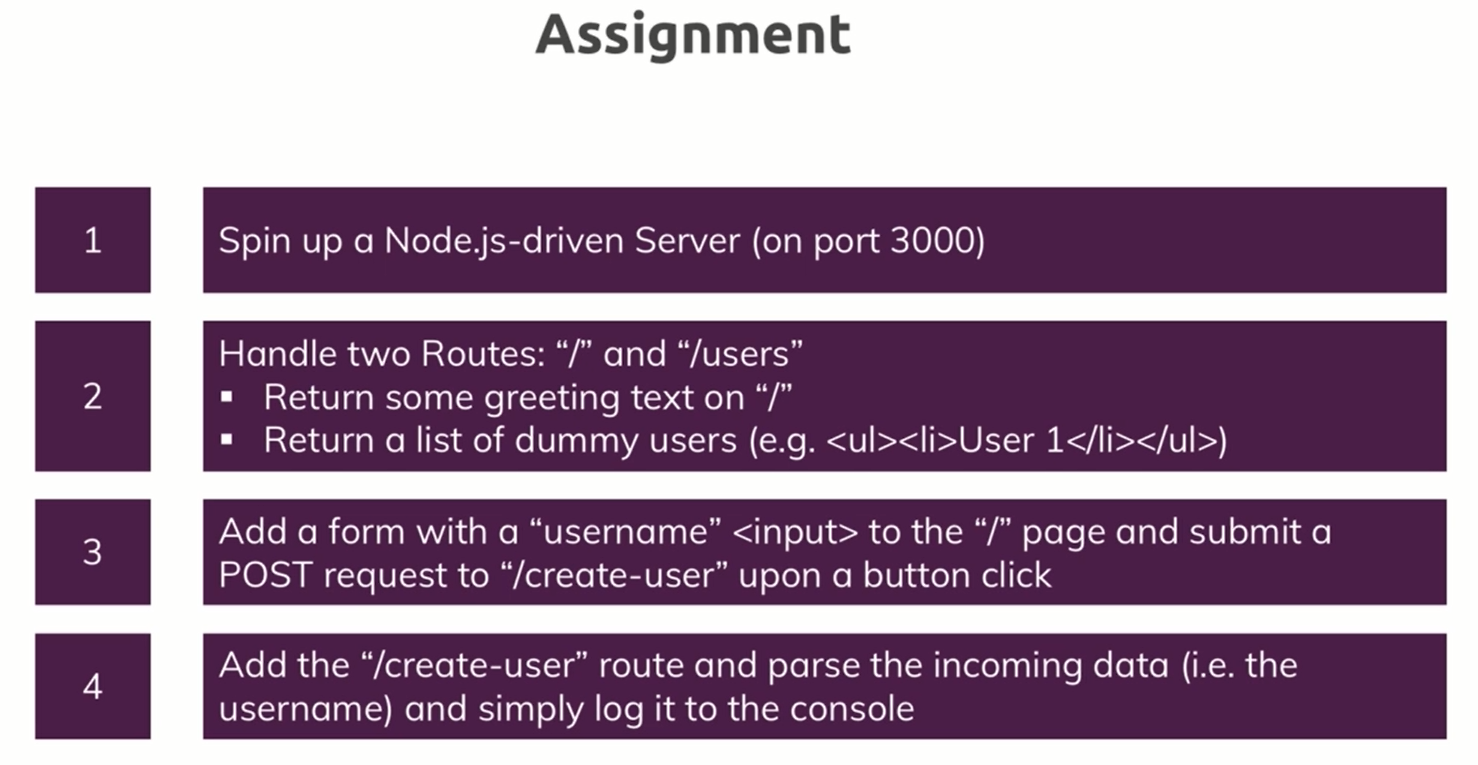 Assignment
1
Spin up a Node.js-driven Server (on port 3000)
2
Handle two Routes: “/” and “/users”
▪ Return some greeting text on “/”
▪ Return a list of dummy users (e.g. <ul><li>User 1</li></ul>)
3
Add a form with a “username” <input> to the “/” page and submit a
POST request to “/create-user” upon a button click
4
Add the “/create-user” route and parse the incoming data (i.e. the
username) and simply log it to the console